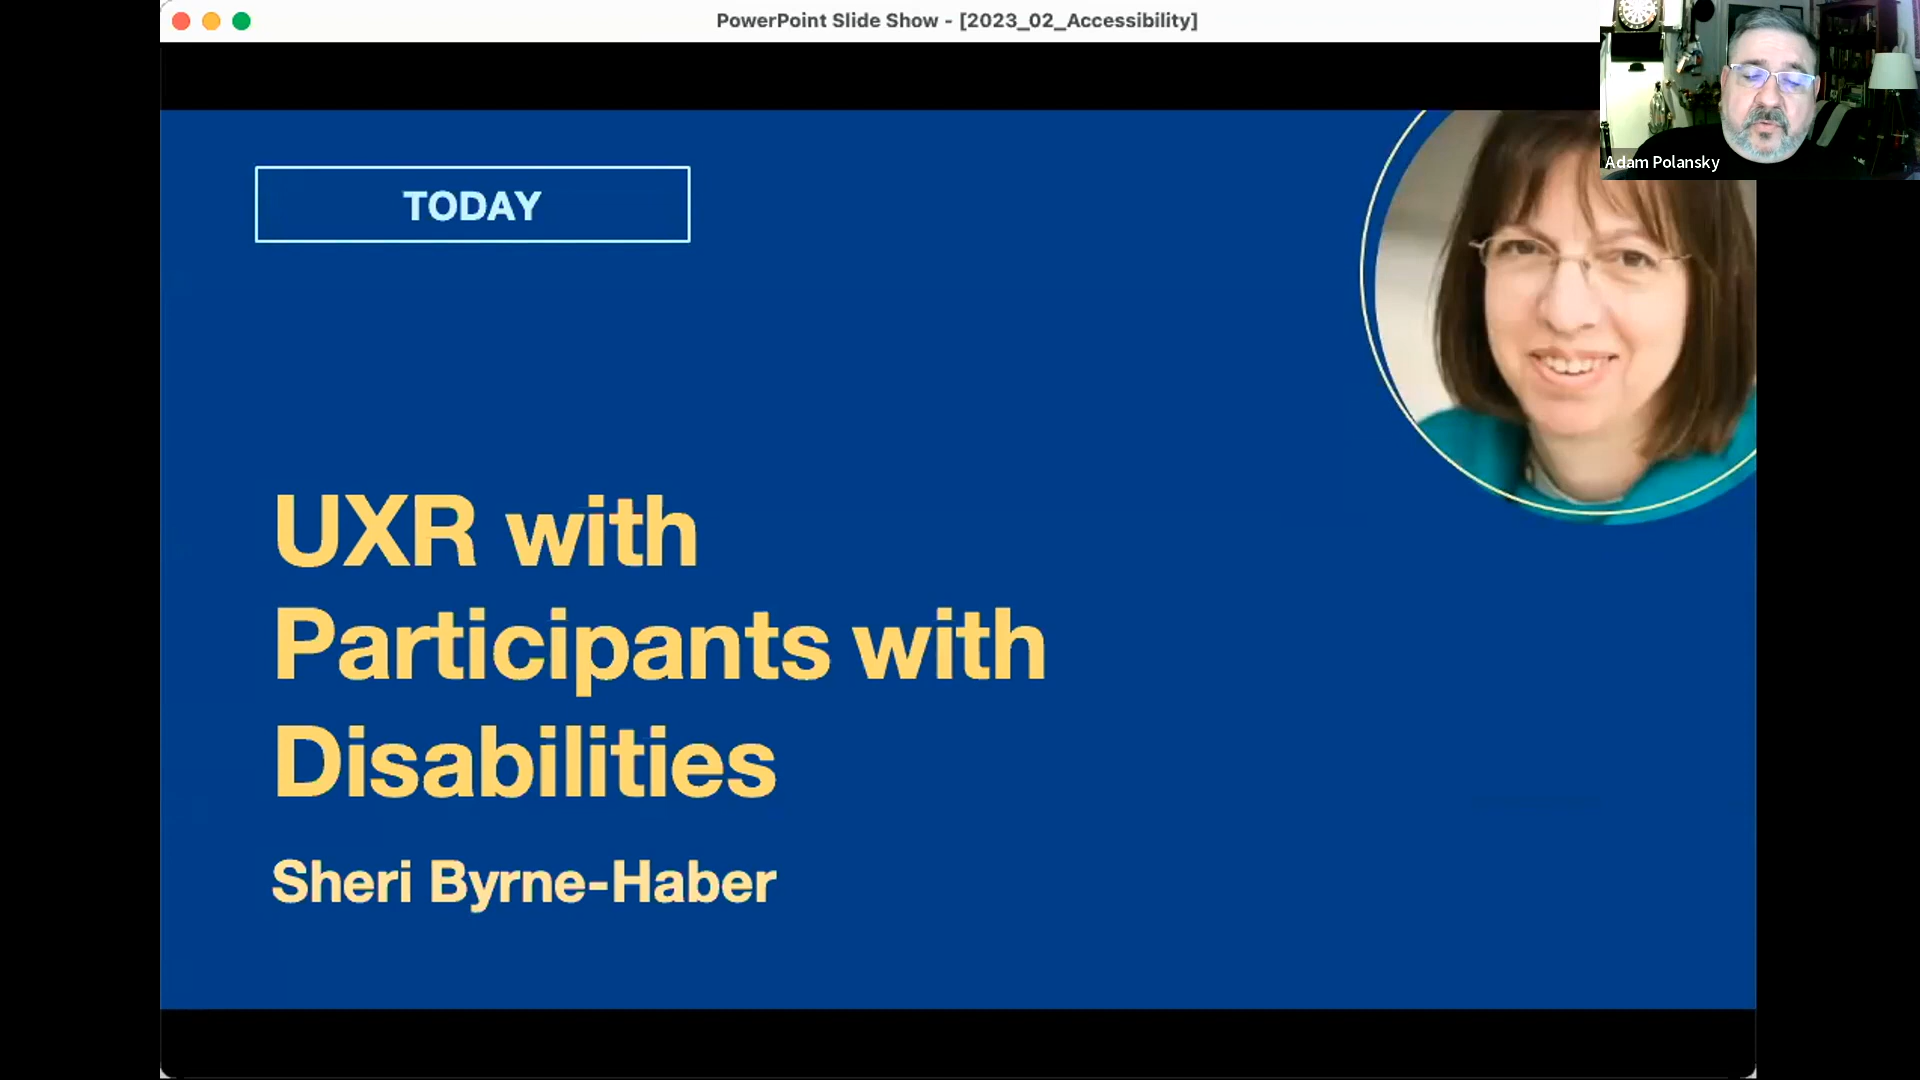 PowerPoint Slide Show - [2023_02_Accessibility]
Adam Polansky
TODAY
UXR with
Participants with
Disabilities
Sheri Byrne-Haber